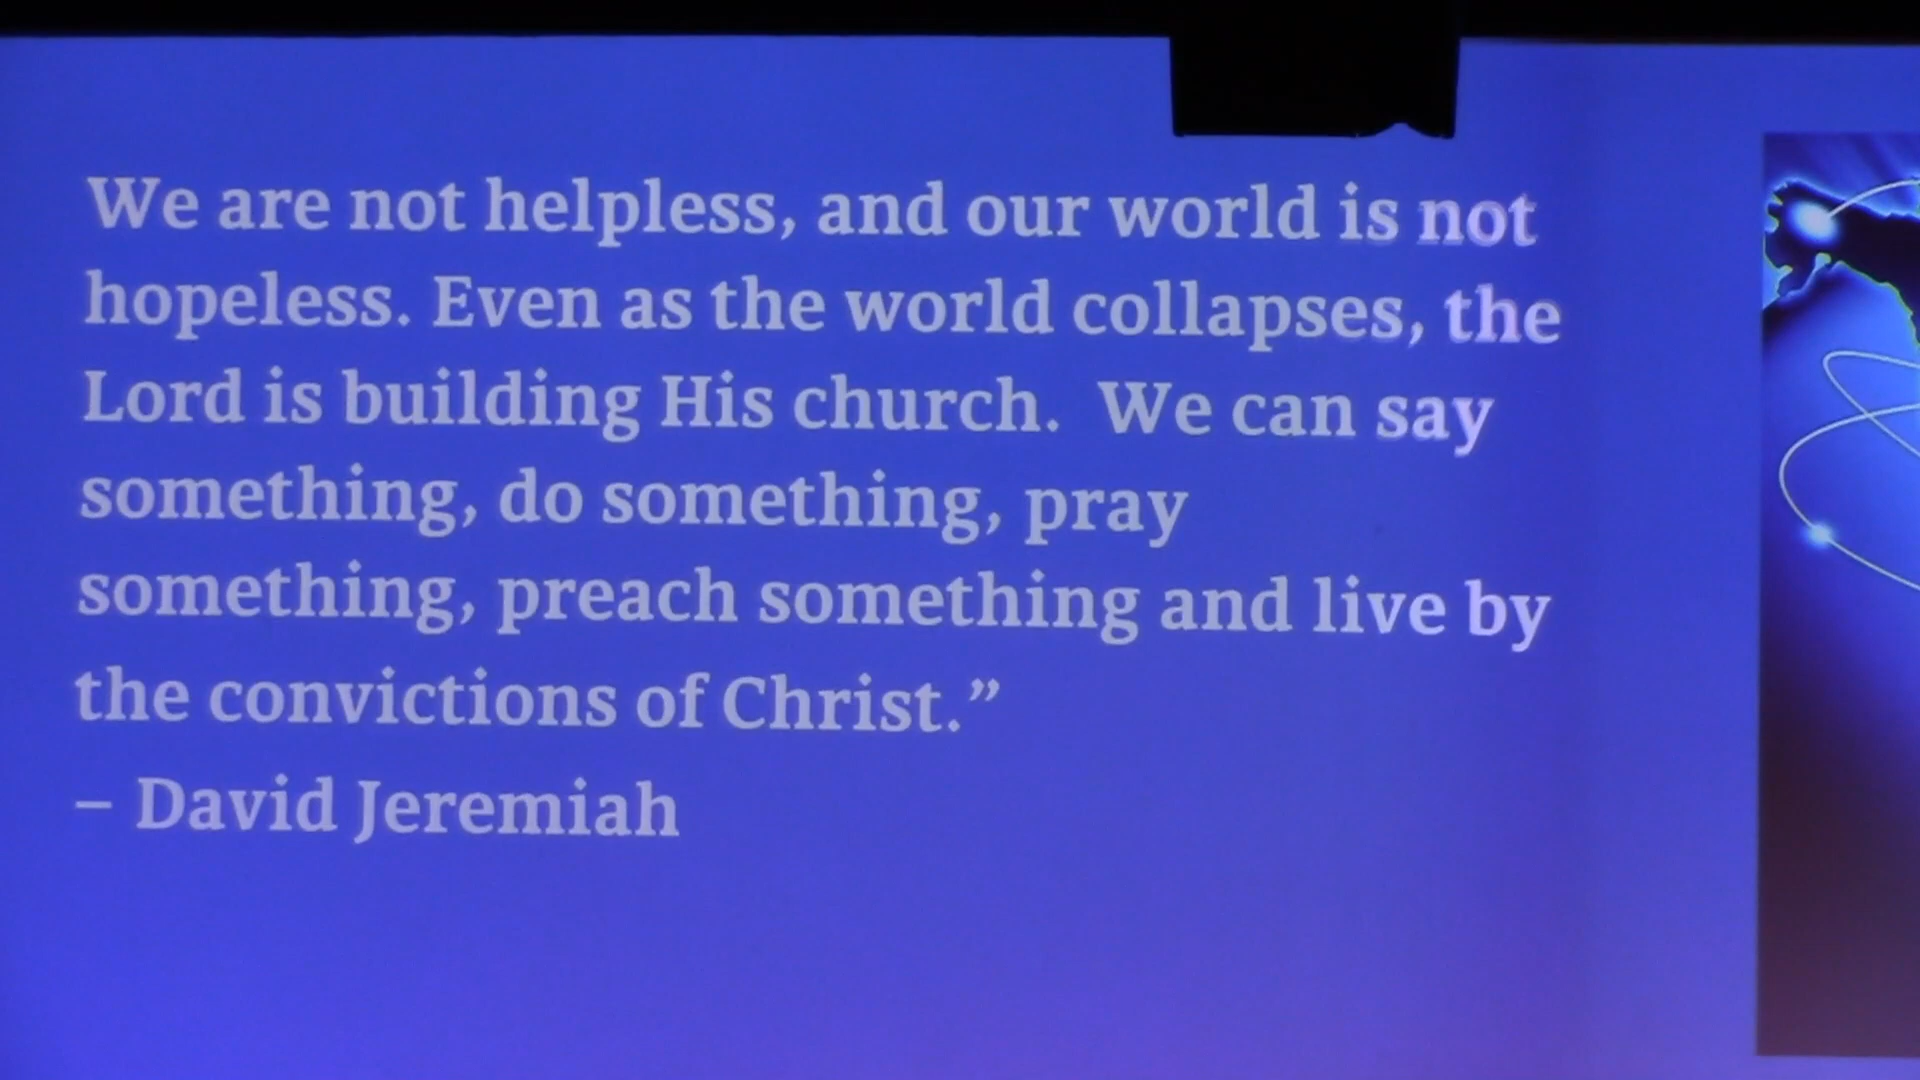 We are not helpless, and our world is not
hopeless. Even as the world collapses, the
Lord is building His church.  We can say
something, do something, pray
something, preach something and live by
the convictions of Christ.”
– David Jeremiah